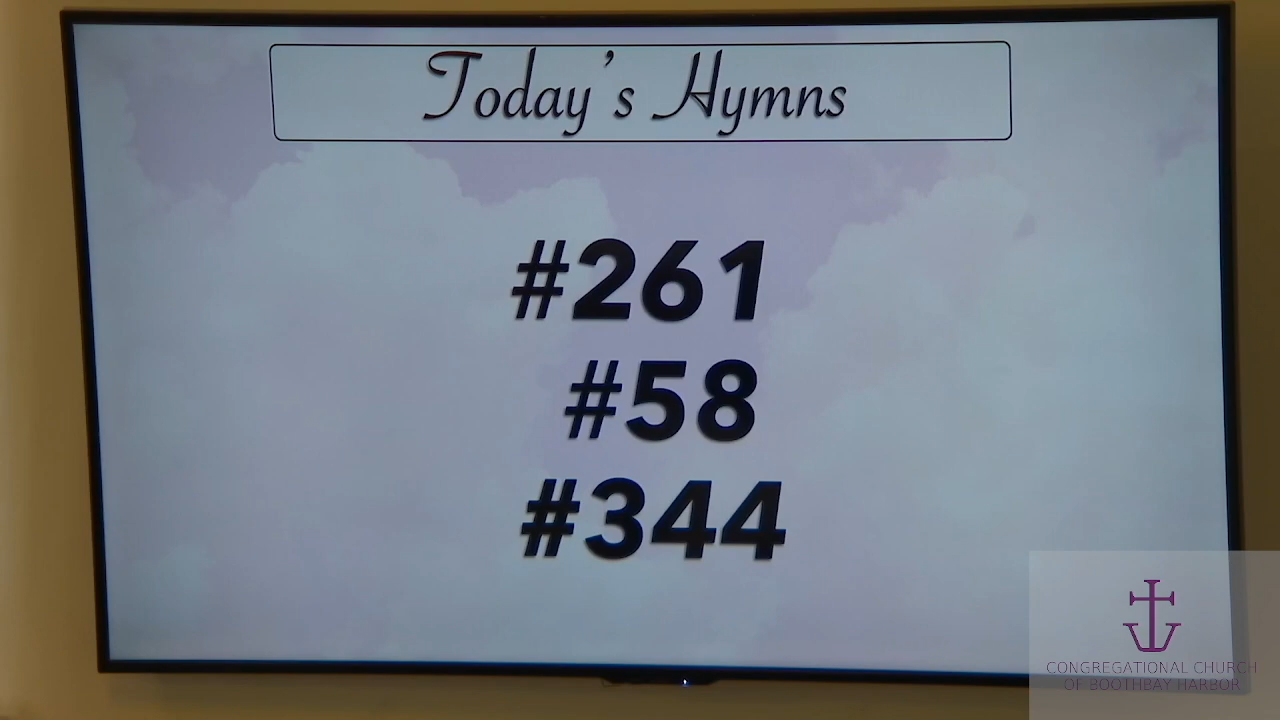 Today's Hymns
#261
#58
#344
CONGREGATIONAL CHURCH
OF BOOTHBAY HARBOR